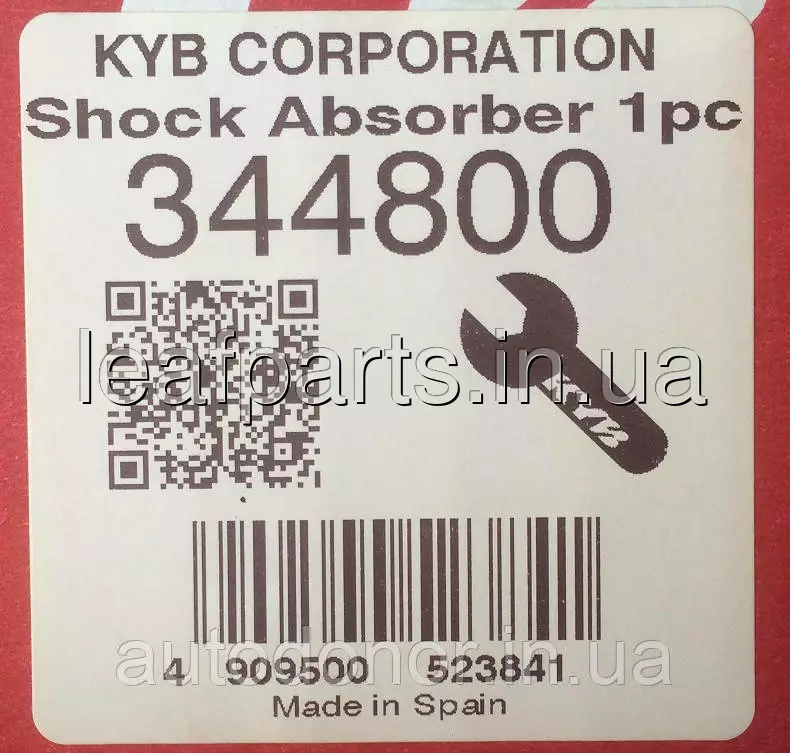 KYB CORPORATION
Shock Absorber 1pc
344800
leafparts.in.ua
KYB
autodonor.in.ua
4 909500 523841
Made in Spain